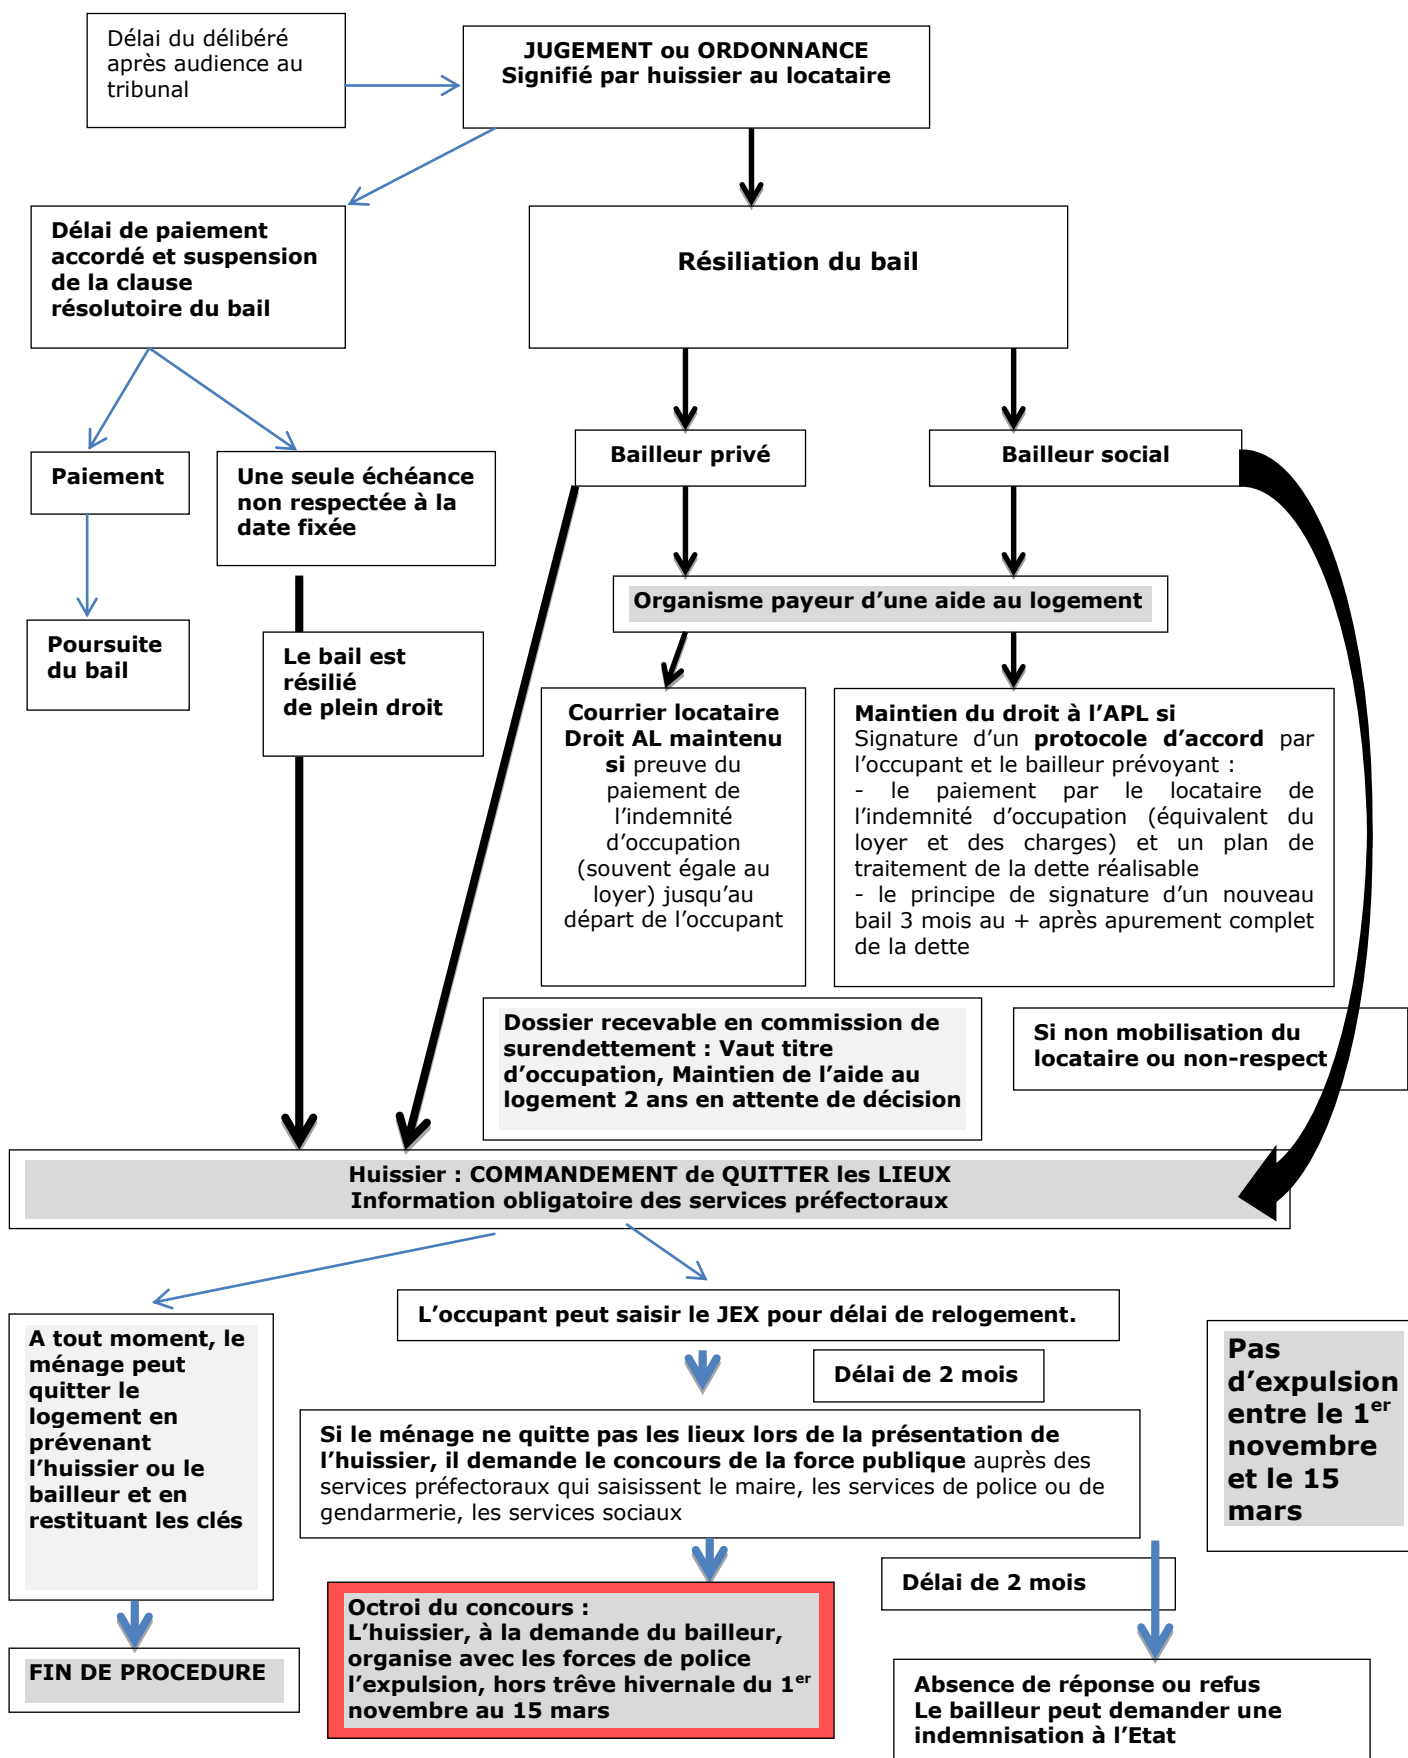 Délai du délibéré
après audience au
tribunal
JUGEMENT ou ORDONNANCE
Signifié par huissier au locataire
Délai de paiement
accordé et suspension
de la clause
résolutoire du bail
Résiliation du bail
Paiement
Une seule échéance
non respectée à la
date fixée
Bailleur privé
Bailleur social
Organisme payeur d’une aide au logement
Poursuite
du bail
Le bail est
résilié
de plein droit
Courrier locataire
Droit AL maintenu
si preuve du
paiement de
l’indemnité
d’occupation
(souvent égale au
loyer) jusqu’au
départ de l’occupant
Maintien du droit à l’APL si
Signature d’un protocole d’accord par
l’occupant et le bailleur prévoyant :
- le paiement par le locataire de
l’indemnité d’occupation (équivalent du
loyer et des charges) et un plan de
traitement de la dette réalisable
- le principe de signature d’un nouveau
bail 3 mois au + après apurement complet
de la dette
Dossier recevable en commission de
surendettement : Vaut titre
d’occupation, Maintien de l’aide au
logement 2 ans en attente de décision
Si non mobilisation du
locataire ou non-respect
Huissier : COMMANDEMENT de QUITTER les LIEUX
Information obligatoire des services préfectoraux
A tout moment, le
ménage peut
quitter le
logement en
prévenant
l’huissier ou le
bailleur et en
restituant les clés
L’occupant peut saisir le JEX pour délai de relogement.
Délai de 2 mois
Pas
d’expulsion
entre le 1er
novembre
et le 15
mars
Si le ménage ne quitte pas les lieux lors de la présentation de
l’huissier, il demande le concours de la force publique auprès des
services préfectoraux qui saisissent le maire, les services de police ou de
gendarmerie, les services sociaux
Délai de 2 mois
Octroi du concours :
L’huissier, à la demande du bailleur,
organise avec les forces de police
l’expulsion, hors trêve hivernale du 1er
novembre au 15 mars
FIN DE PROCEDURE
Absence de réponse ou refus
Le bailleur peut demander une
indemnisation à l’Etat